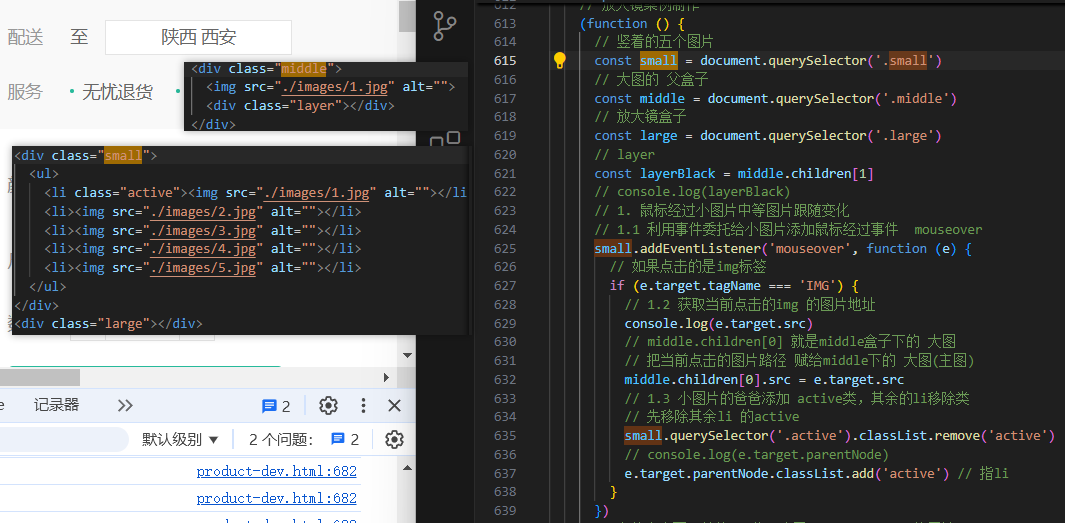 配送 至 陕西 西安
服务 无忧退货
<div class="middle">
<img src="./images/1.jpg" alt="">
<div class="layer"></div>
</div>
<div class="small">
<ul>
<li class="active"><img src="./images/1.jpg" alt=""></li
<li><img src="./images/2.jpg" alt=""></li>
<li><img src="./images/3.jpg" alt=""></li>
<li><img src="./images/4.jpg" alt=""></li>
<li><img src="./images/5.jpg" alt=""></li>
</ul>
</div>
<div class="large"></div>
记录器 2
默认级别 2 个问题: 2
product-dev.html:682
product-dev.html:682
612 // 放大镜案例制作
613 (function () {
614 // 竖着的五个图片
615 const small = document.querySelector('.small')
616 // 大图的 父盒子
617 const middle = document.querySelector('.middle')
618 // 放大镜盒子
619 const large = document.querySelector('.large')
620 // layer
621 const layerBlack = middle.children[1]
622 // console.log(layerBlack)
623 // 1. 鼠标经过小图片中等图片跟随变化
624 // 1.1 利用事件委托给小图片添加鼠标经过事件 mouseover
625 small.addEventListener('mouseover', function (e) {
626 // 如果点击的是img标签
627 if (e.target.tagName === 'IMG') {
628 // 1.2 获取当前点击的img 的图片地址
629 console.log(e.target.src)
630 // middle.children[0] 就是middle盒子下的 大图
631 // 把当前点击的图片路径 赋给middle下的 大图(主图)
632 middle.children[0].src = e.target.src
633 // 1.3 小图片的爸爸添加 active类，其余的li移除类
634 // 先移除其余li 的active
635 small.querySelector('.active').classList.remove('active')
636 // console.log(e.target.parentNode)
637 e.target.parentNode.classList.add('active') // 指li
638 }
639 })